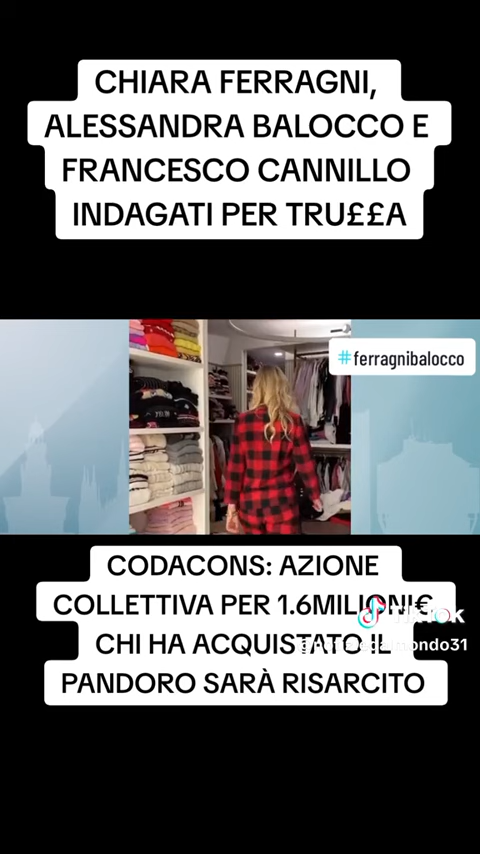 CHIARA FERRAGNI,
ALESSANDRA BALOCCO E
FRANCESCO CANNILLO
INDAGATI PER TRU££A
#ferragnibalocco
CODACONS: AZIONE
COLLETTIVA PER 1.6MILIONI€
CHI HA ACQUISTATO IL
PANDORO SARÀ RISARCITO
TikTok